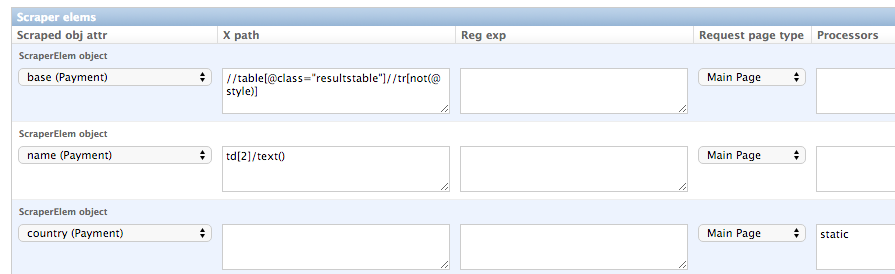 Scraper elems
Scraped obj attr X path Reg exp Request page type Processors
ScraperElem object
base (Payment) //table[@class="resultstable"]//tr[not(@ Main Page
style)]
ScraperElem object
name (Payment) td[2]/text() Main Page
ScraperElem object
country (Payment) Main Page static